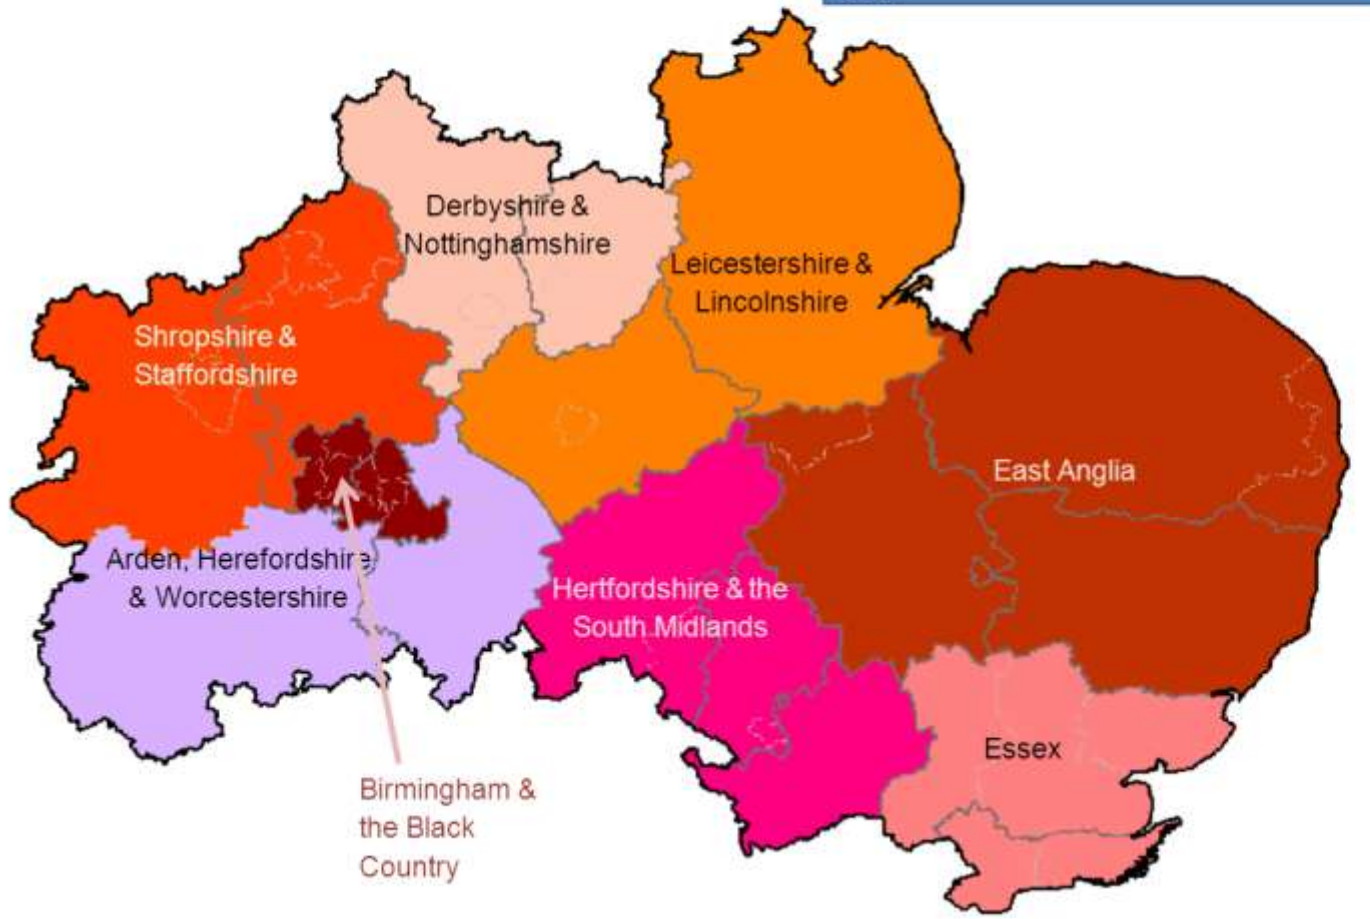 Derbyshire &
Nottinghamshire
Leicestershire &
Lincolnshire
Shropshire &
Staffordshire
East Anglia
Arden, Herefordshire
& Worcestershire
Hertfordshire & the
South Midlands
Essex
Birmingham &
the Black
Country